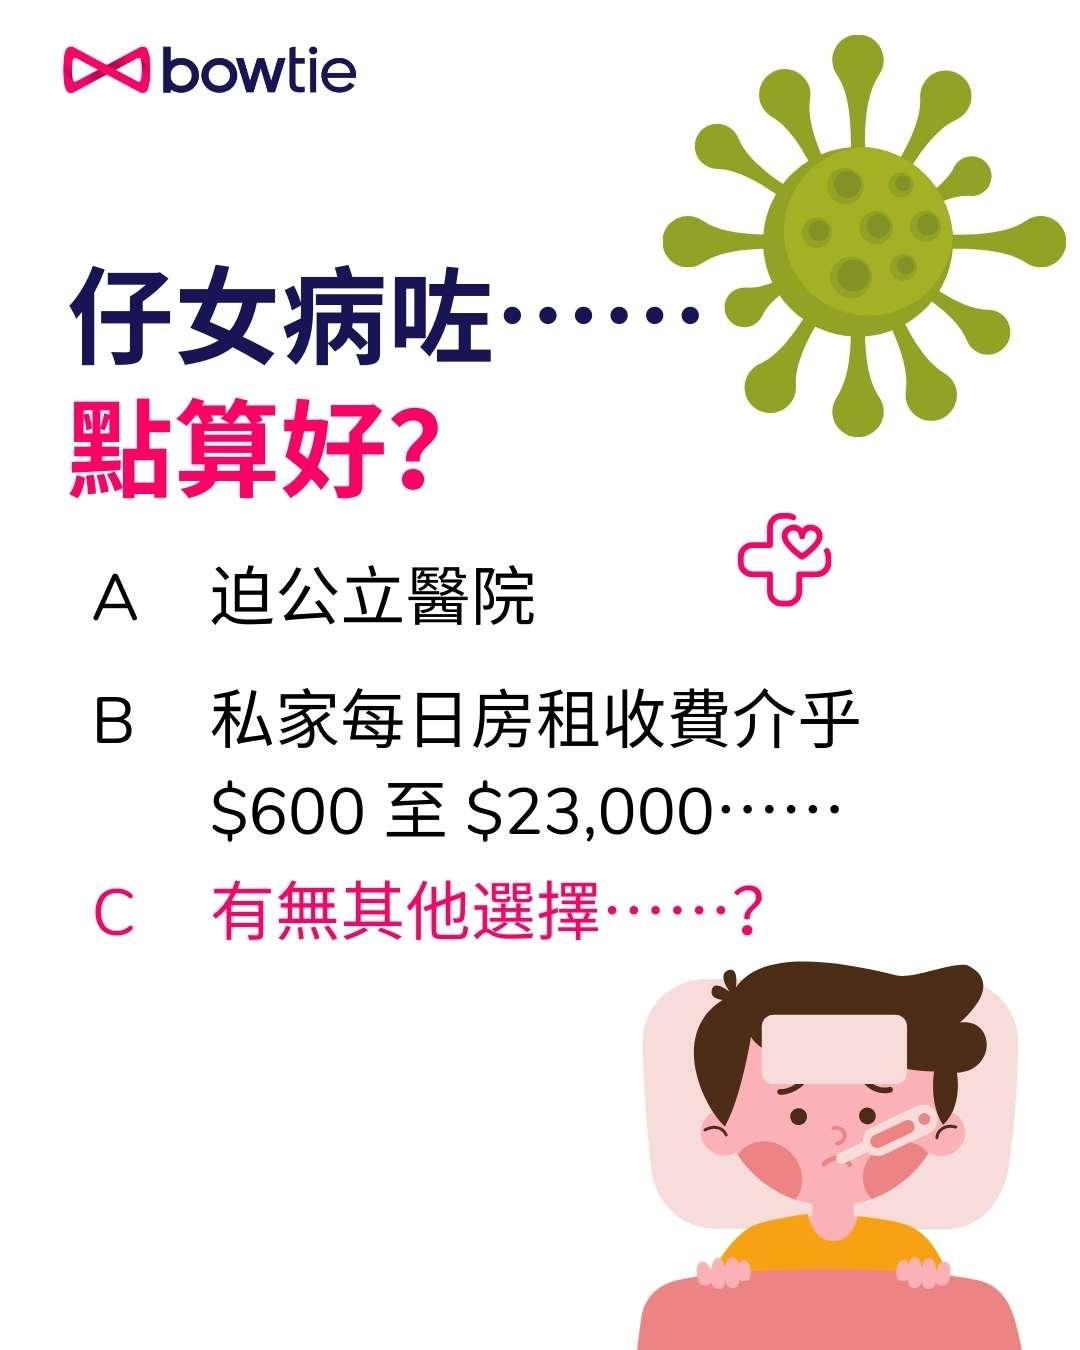 bowtie
仔女病咗⋯⋯
點算好？
A 迫公立醫院
B 私家每日房租收費介乎
$600 至 $23,000⋯⋯
C 有無其他選擇⋯⋯？